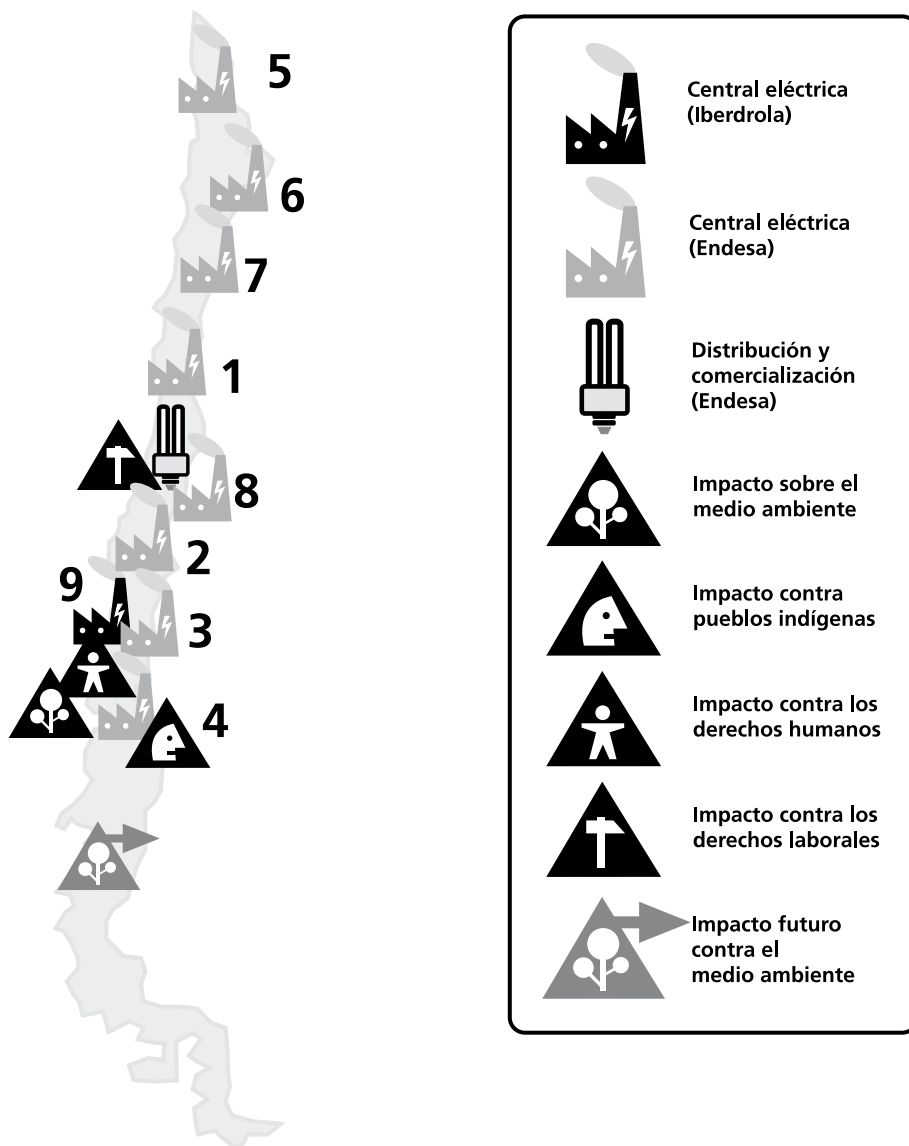 5
6
7
1
8
2
9
3
4
Central eléctrica
(Iberdrola)
Central eléctrica
(Endesa)
Distribución y
comercialización
(Endesa)
Impacto sobre el
medio ambiente
Impacto contra
pueblos indígenas
Impacto contra los
derechos humanos
Impacto contra los
derechos laborales
Impacto futuro
contra el
medio ambiente